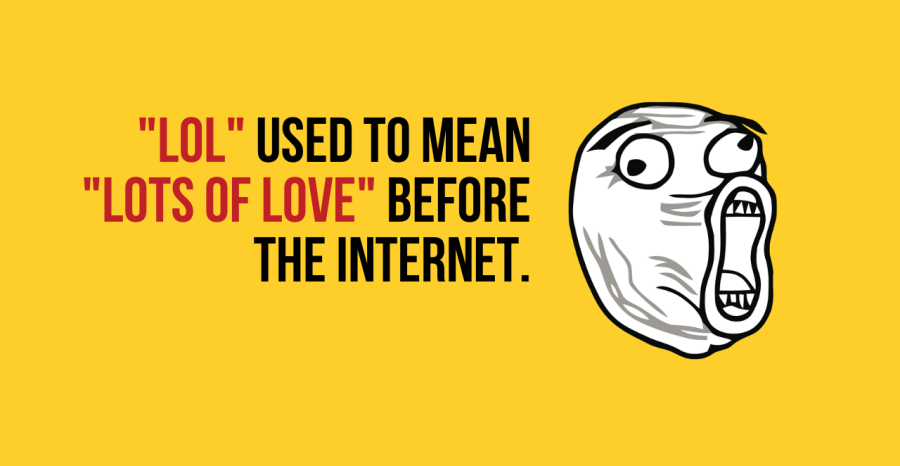 "LOL" USED TO MEAN
"LOTS OF LOVE" BEFORE
THE INTERNET.